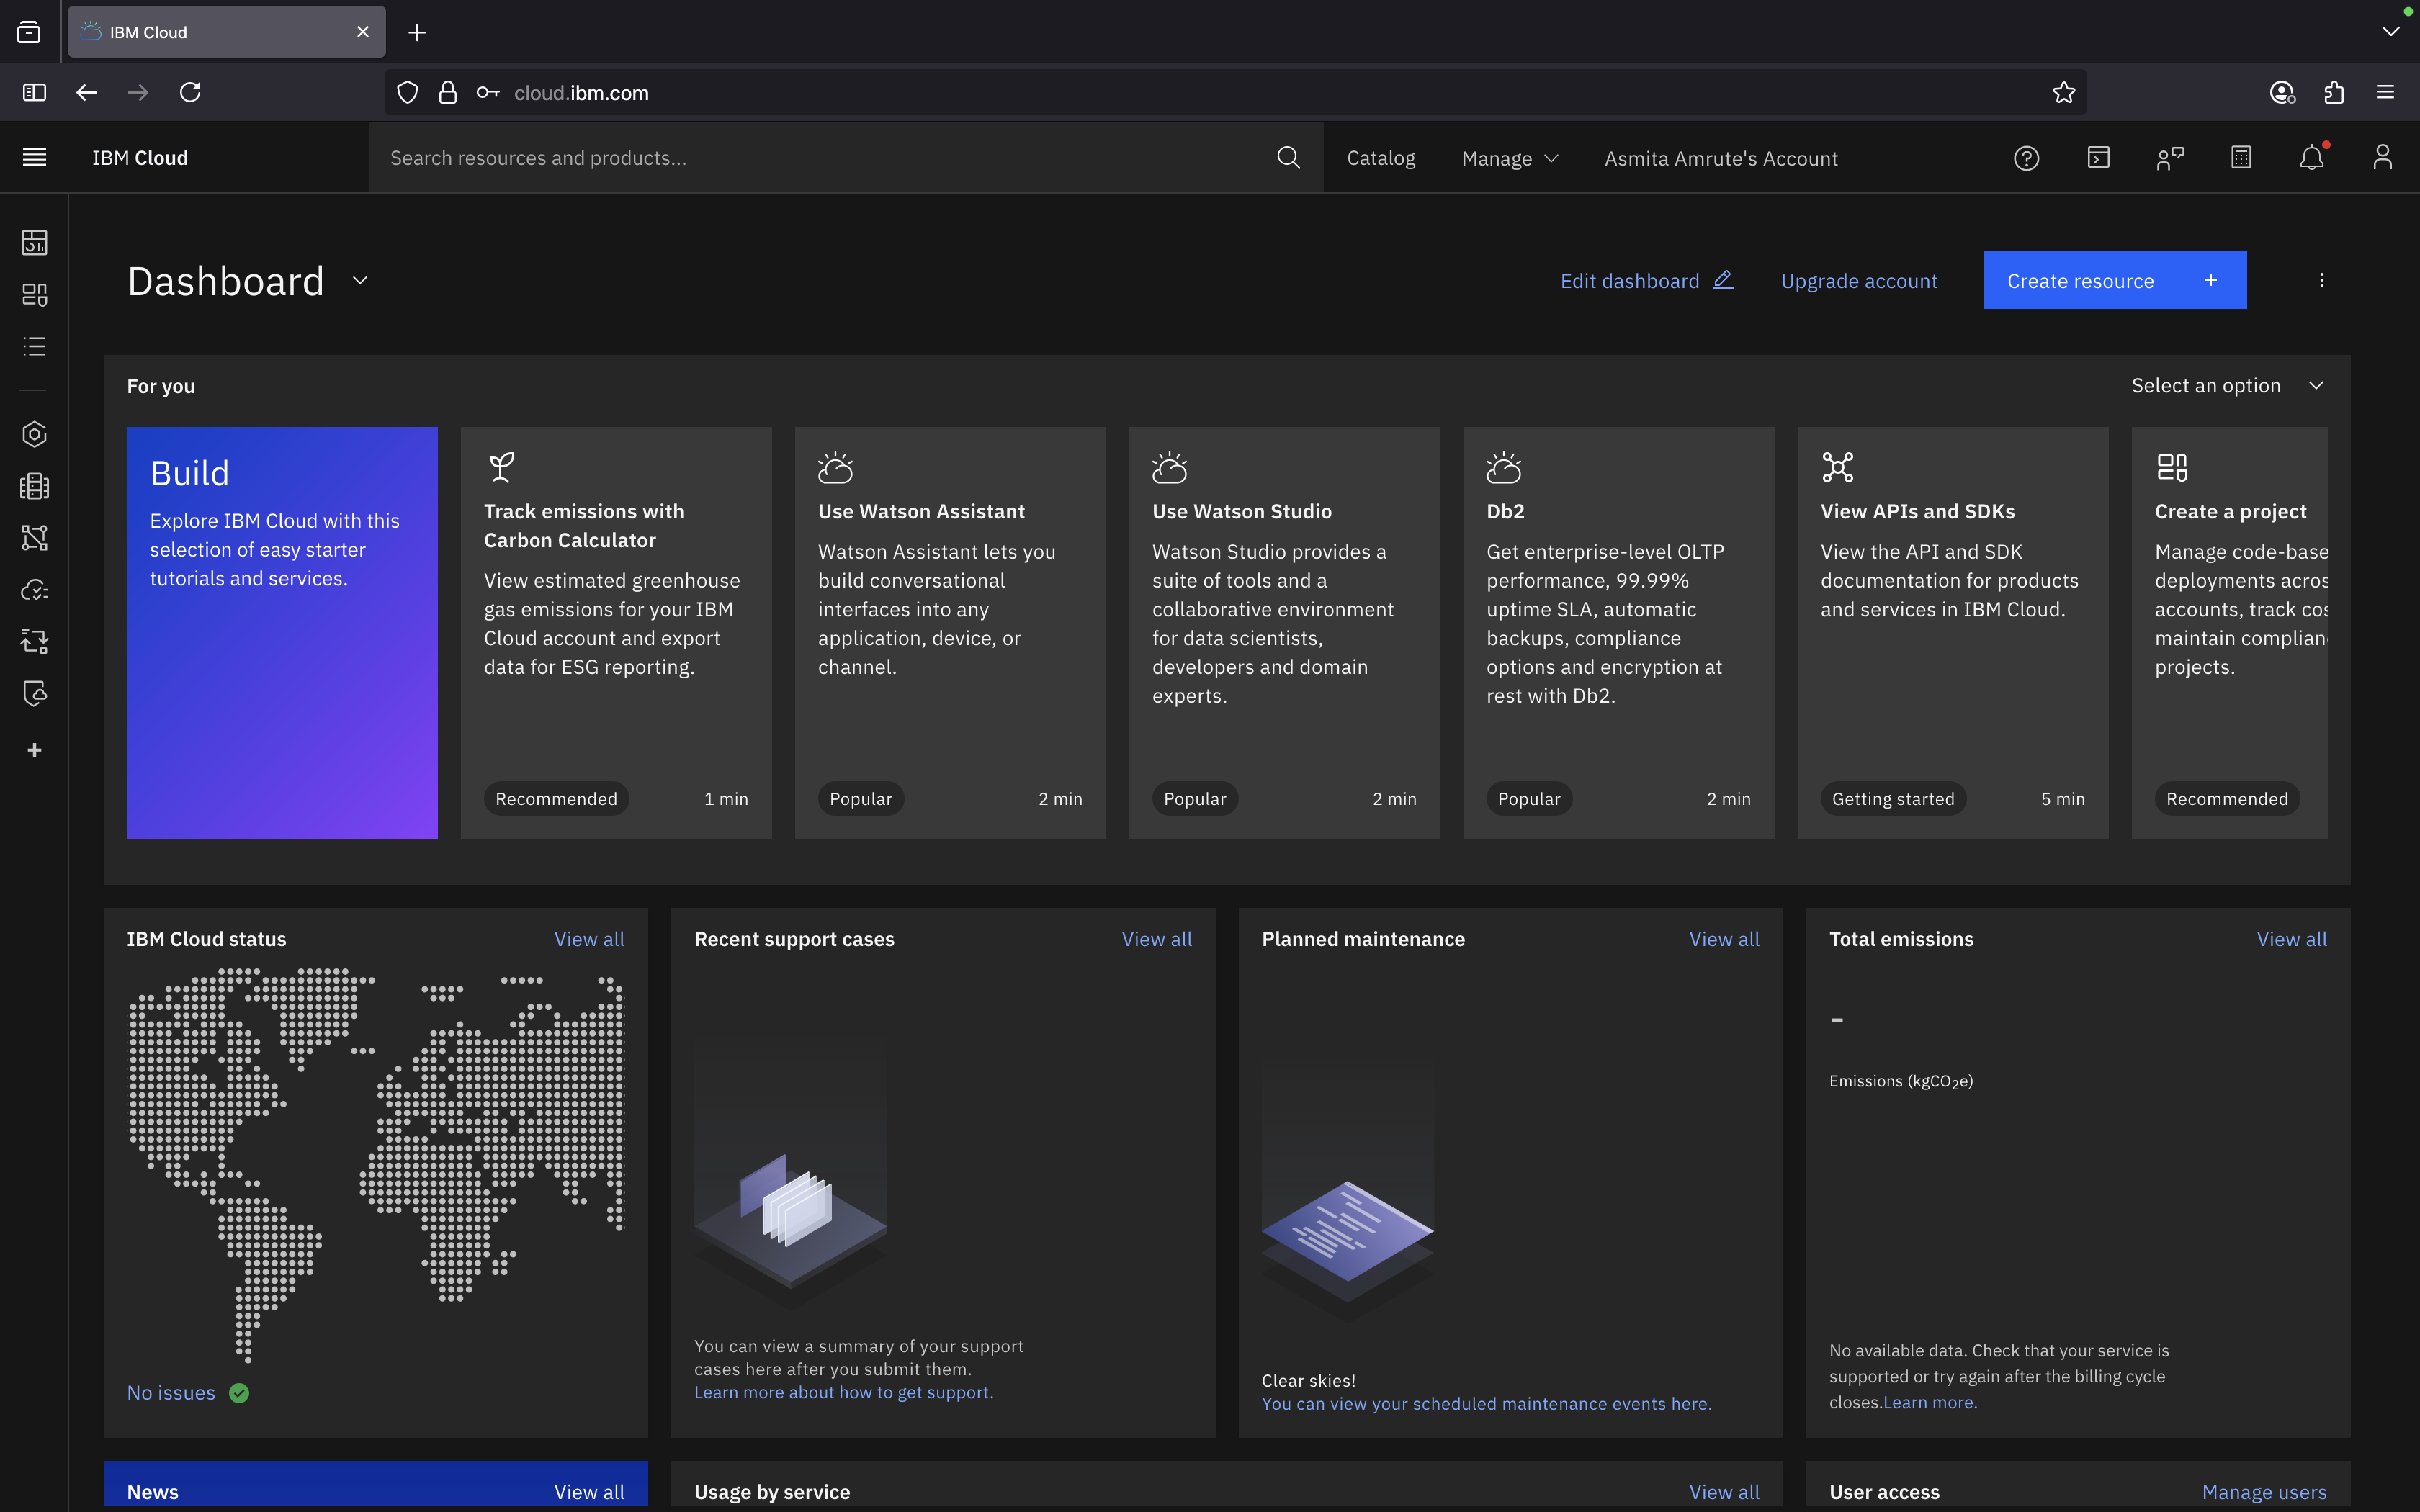 IBM Cloud
cloud.ibm.com
IBM Cloud
Search resources and products...
Catalog
Manage
Asmita Amrute's Account
Dashboard
Edit dashboard
Upgrade account
Create resource
For you
Select an option
Build
Explore IBM Cloud with this
selection of easy starter
tutorials and services.
Track emissions with
Carbon Calculator
View estimated greenhouse
gas emissions for your IBM
Cloud account and export
data for ESG reporting.
Recommended
1 min
Use Watson Assistant
Watson Assistant lets you
build conversational
interfaces into any
application, device, or
channel.
Popular
2 min
Use Watson Studio
Watson Studio provides a
suite of tools and a
collaborative environment
for data scientists,
developers and domain
experts.
Popular
2 min
Db2
Get enterprise-level OLTP
performance, 99.99%
uptime SLA, automatic
backups, compliance
options and encryption at
rest with Db2.
Popular
2 min
View APIs and SDKs
View the API and SDK
documentation for products
and services in IBM Cloud.
Getting started
5 min
Create a project
Manage code-base
deployments acros
accounts, track cos
maintain complian
projects.
Recommended
IBM Cloud status
View all
No issues
Recent support cases
View all
You can view a summary of your support
cases here after you submit them.
Learn more about how to get support.
Planned maintenance
View all
Clear skies!
You can view your scheduled maintenance events here.
Total emissions
View all
-
Emissions (kgCO₂e)
No available data. Check that your service is
supported or try again after the billing cycle
closes.Learn more.
News
View all
Usage by service
View all
User access
Manage users